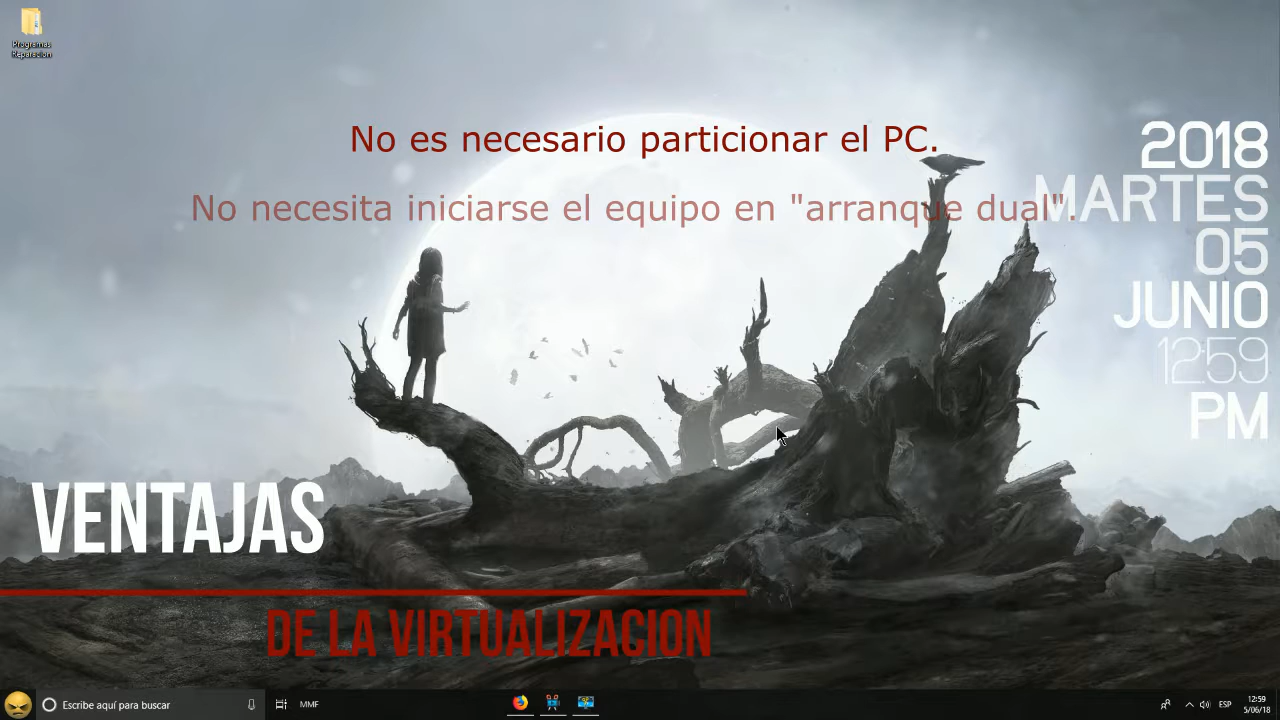 Programas
Reparacion
No es necesario particionar el PC.
No necesita iniciarse el equipo en "arranque dual".
2018
MARTES
05
JUNIO
12:59
PM
VENTAJAS
DE LA VIRTUALIZACION
Escribe aquí para buscar
MMF
ESP
12:59
5/06/18